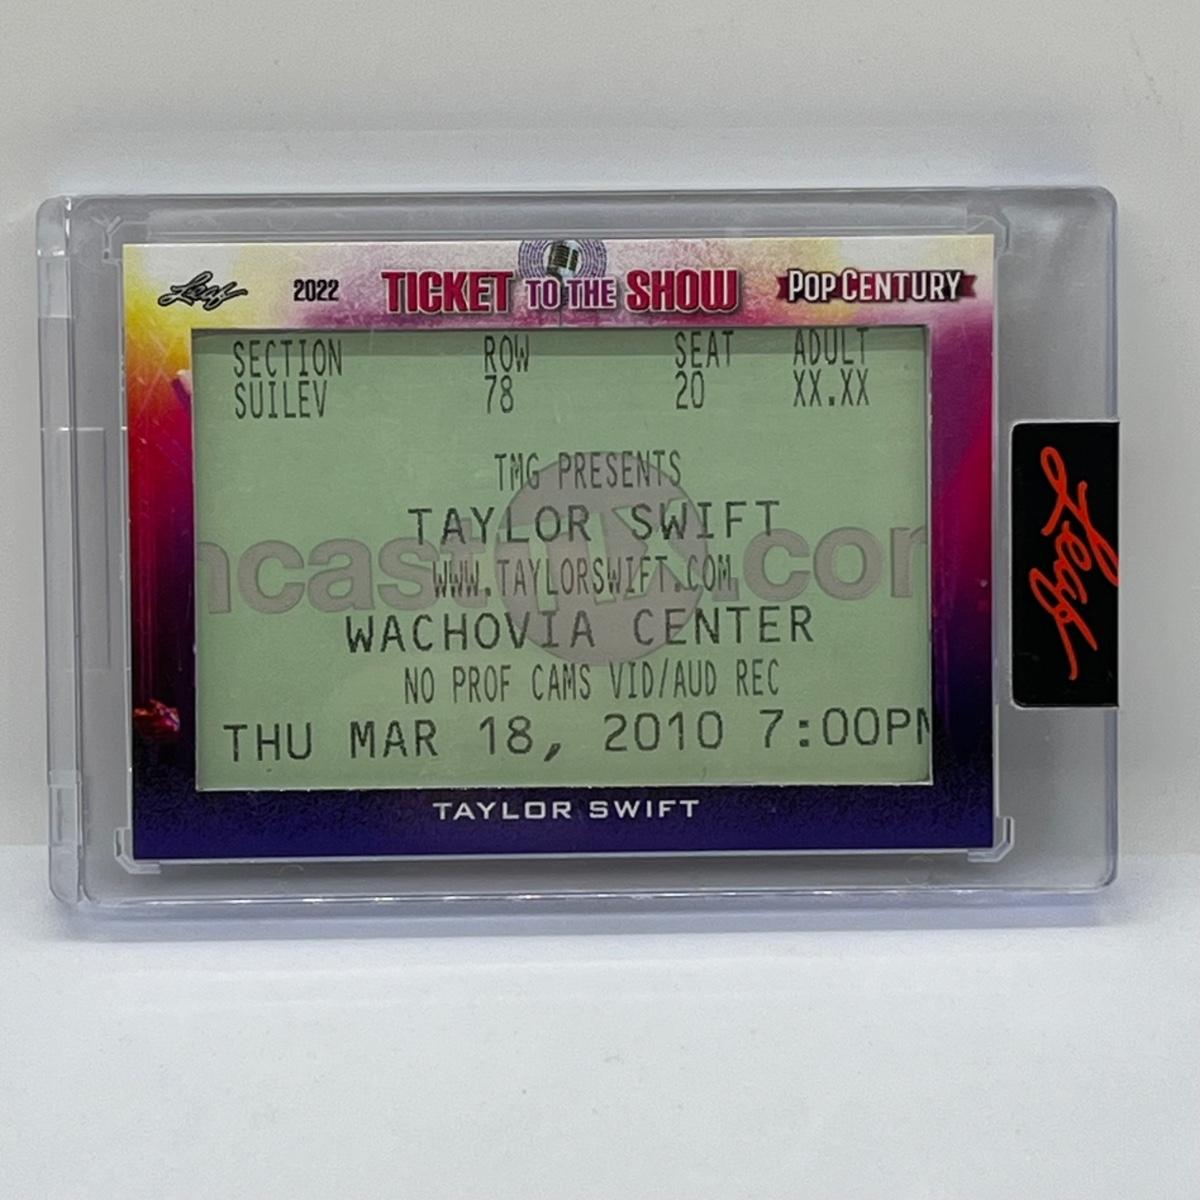 Leaf 2022 TICKET TO THE SHOW POP CENTURY
SECTION ROW SEAT ADULT
SUILEV 78 20 XX.XX
TMG PRESENTS
TAYLOR SWIFT
ncastTIX.com
WWW.TAYLORSWIFT.COM
WACHOVIA CENTER
NO PROF CAMS VID/AUD REC
THU MAR 18, 2010 7:00PM
TAYLOR SWIFT
Leaf